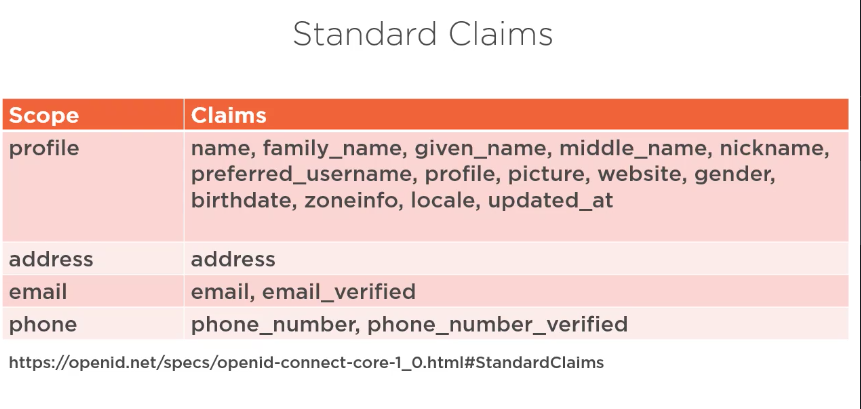 Standard Claims
Scope Claims
profile name, family_name, given_name, middle_name, nickname,
preferred_username, profile, picture, website, gender,
birthdate, zoneinfo, locale, updated_at
address address
email email, email_verified
phone phone_number, phone_number_verified
https://openid.net/specs/openid-connect-core-1_0.html#StandardClaims